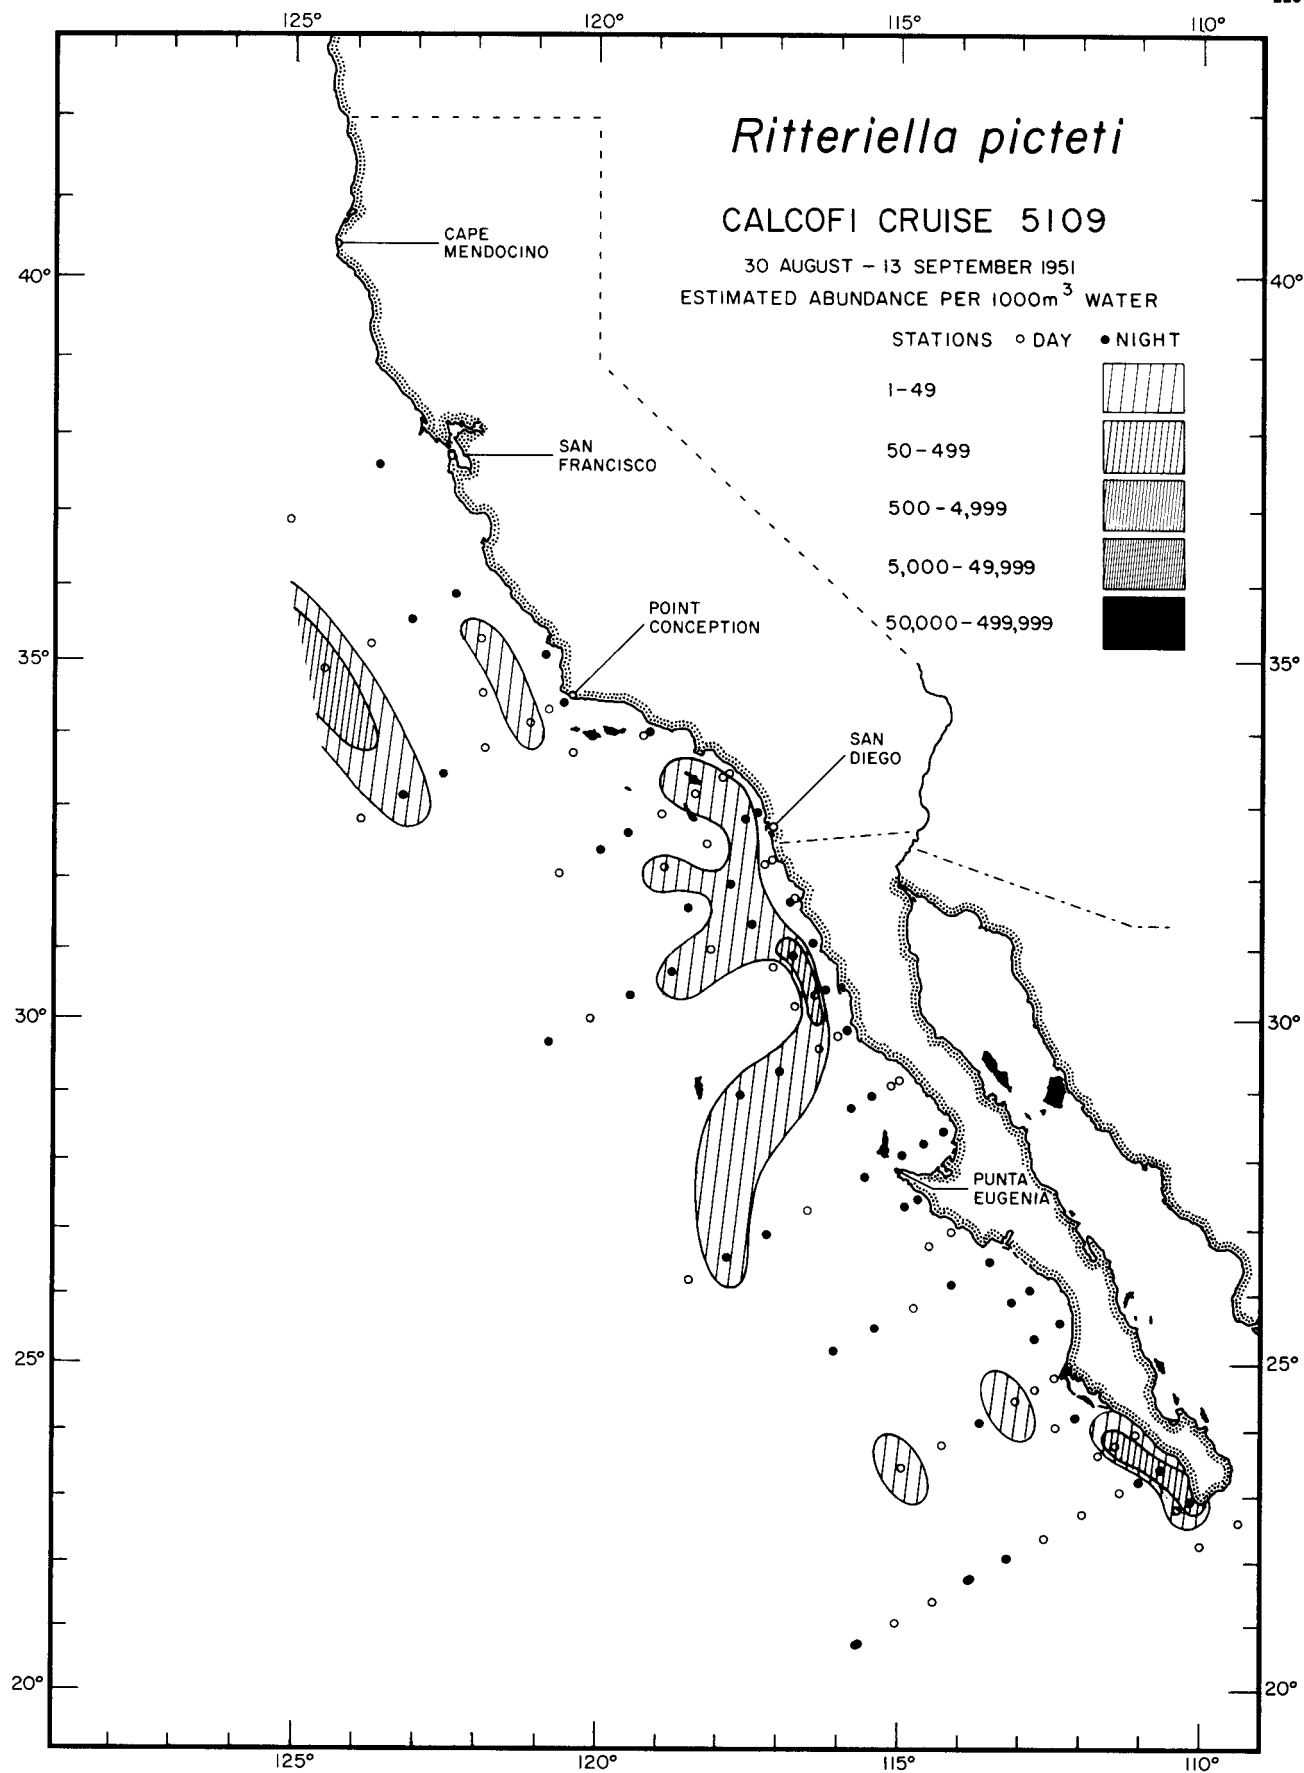 125° 120° 115° 110°
Ritteriella picteti
CALCOFI CRUISE 5109
30 AUGUST – 13 SEPTEMBER 1951
ESTIMATED ABUNDANCE PER 1000m³ WATER
STATIONS ○ DAY ● NIGHT
1-49
50-499
500-4,999
5,000-49,999
50,000-499,999
CAPE
MENDOCINO
40° 40°
SAN
FRANCISCO
POINT
CONCEPTION
35° 35°
SAN
DIEGO
30° 30°
PUNTA
EUGENIA
25° 25°
20° 20°
125° 120° 115° 110°